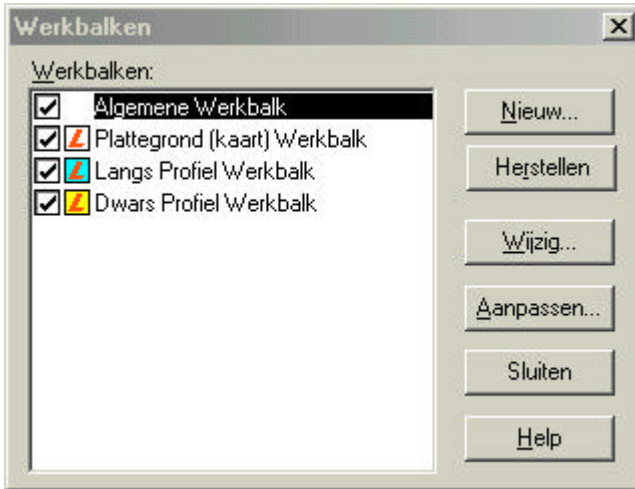 Werkbalken
Werkbalken:
Algemene Werkbalk
Plattegrond (kaart) Werkbalk
Langs Profiel Werkbalk
Dwars Profiel Werkbalk
Nieuw...
Herstellen
Wijzig...
Aanpassen...
Sluiten
Help